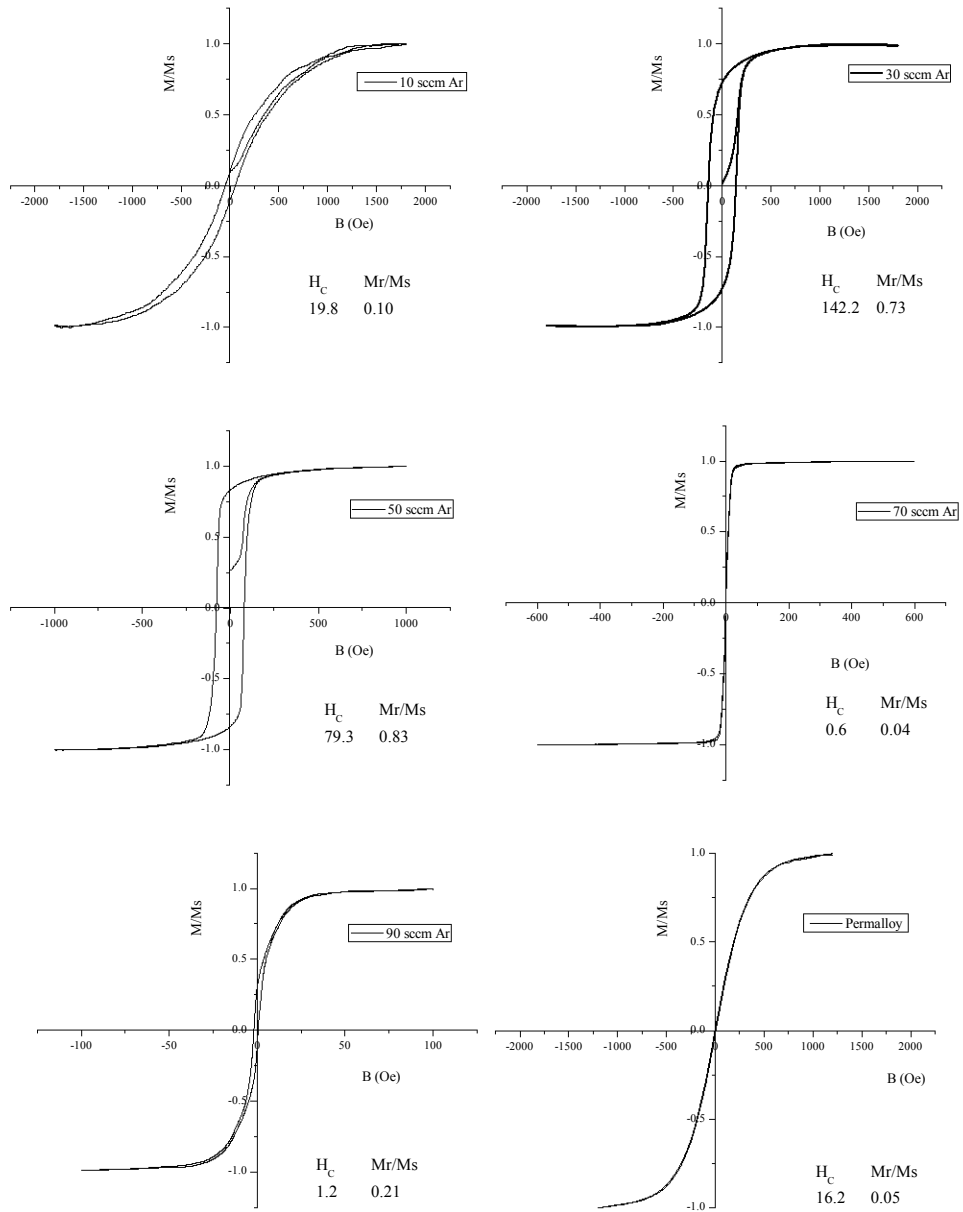 M/Ms
1.0
10 sccm Ar
0.5
0.0
-2000 -1500 -1000 -500 0 500 1000 1500 2000
B (Oe)
-0.5
H_C Mr/Ms
19.8 0.10
-1.0
M/Ms
1.0
30 sccm Ar
0.5
0.0
-2000 -1500 -1000 -500 0 500 1000 1500 2000
B (Oe)
-0.5
H_C Mr/Ms
142.2 0.73
-1.0
M/Ms
1.0
50 sccm Ar
0.5
0.0
-1000 -500 0 500 1000
B (Oe)
-0.5
H_C Mr/Ms
79.3 0.83
-1.0
M/Ms
1.0
70 sccm Ar
0.5
0.0
-600 -400 -200 0 200 400 600
B (Oe)
-0.5
H_C Mr/Ms
0.6 0.04
-1.0
M/Ms
1.0
90 sccm Ar
0.5
0.0
-100 -50 0 50 100
B (Oe)
-0.5
-1.0
H_C Mr/Ms
1.2 0.21
M/Ms
1.0
Permalloy
0.5
0.0
-2000 -1500 -1000 -500 0 500 1000 1500 2000
B (Oe)
-0.5
H_C Mr/Ms
16.2 0.05
-1.0